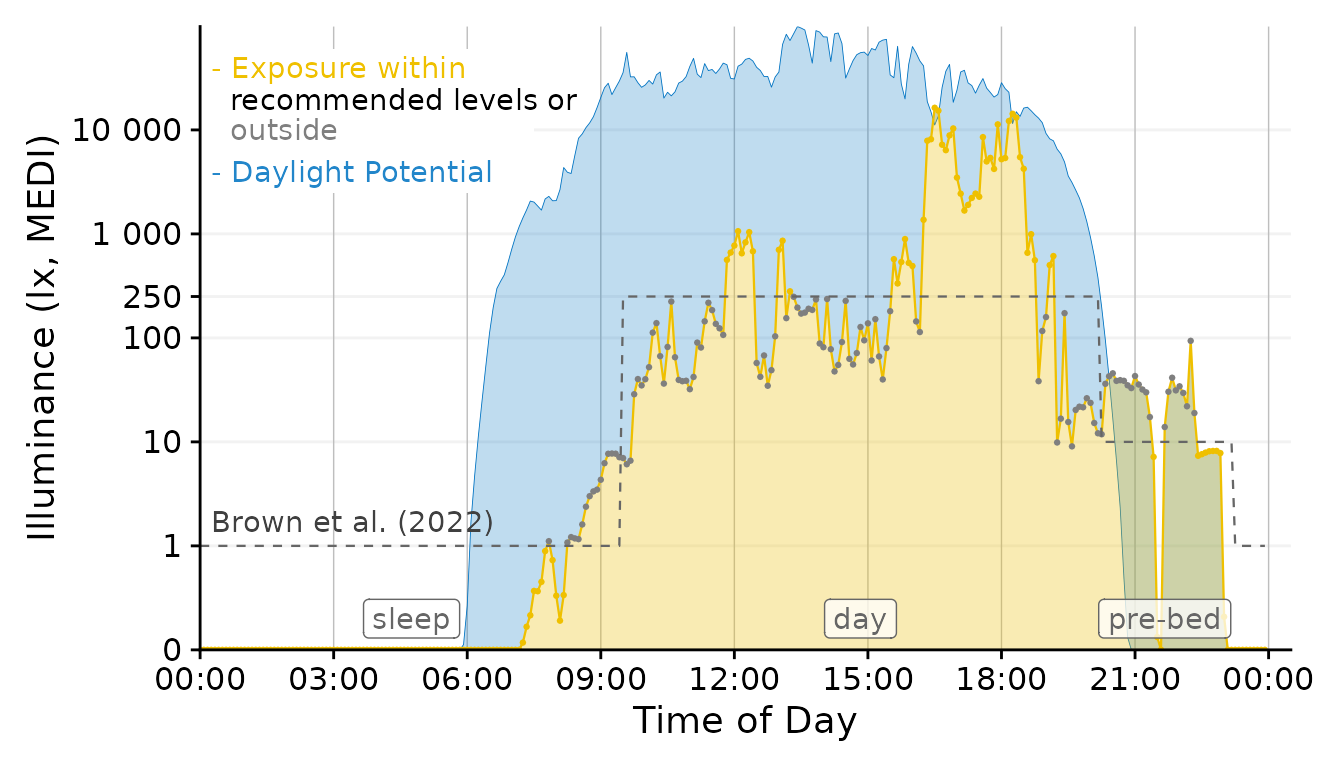 - Exposure within
recommended levels or
outside
- Daylight Potential
10 000
1 000
250
100
10
1
0
Illuminance (lx, MEDI)
Brown et al. (2022)
sleep
day
pre-bed
00:00 03:00 06:00 09:00 12:00 15:00 18:00 21:00 00:00
Time of Day